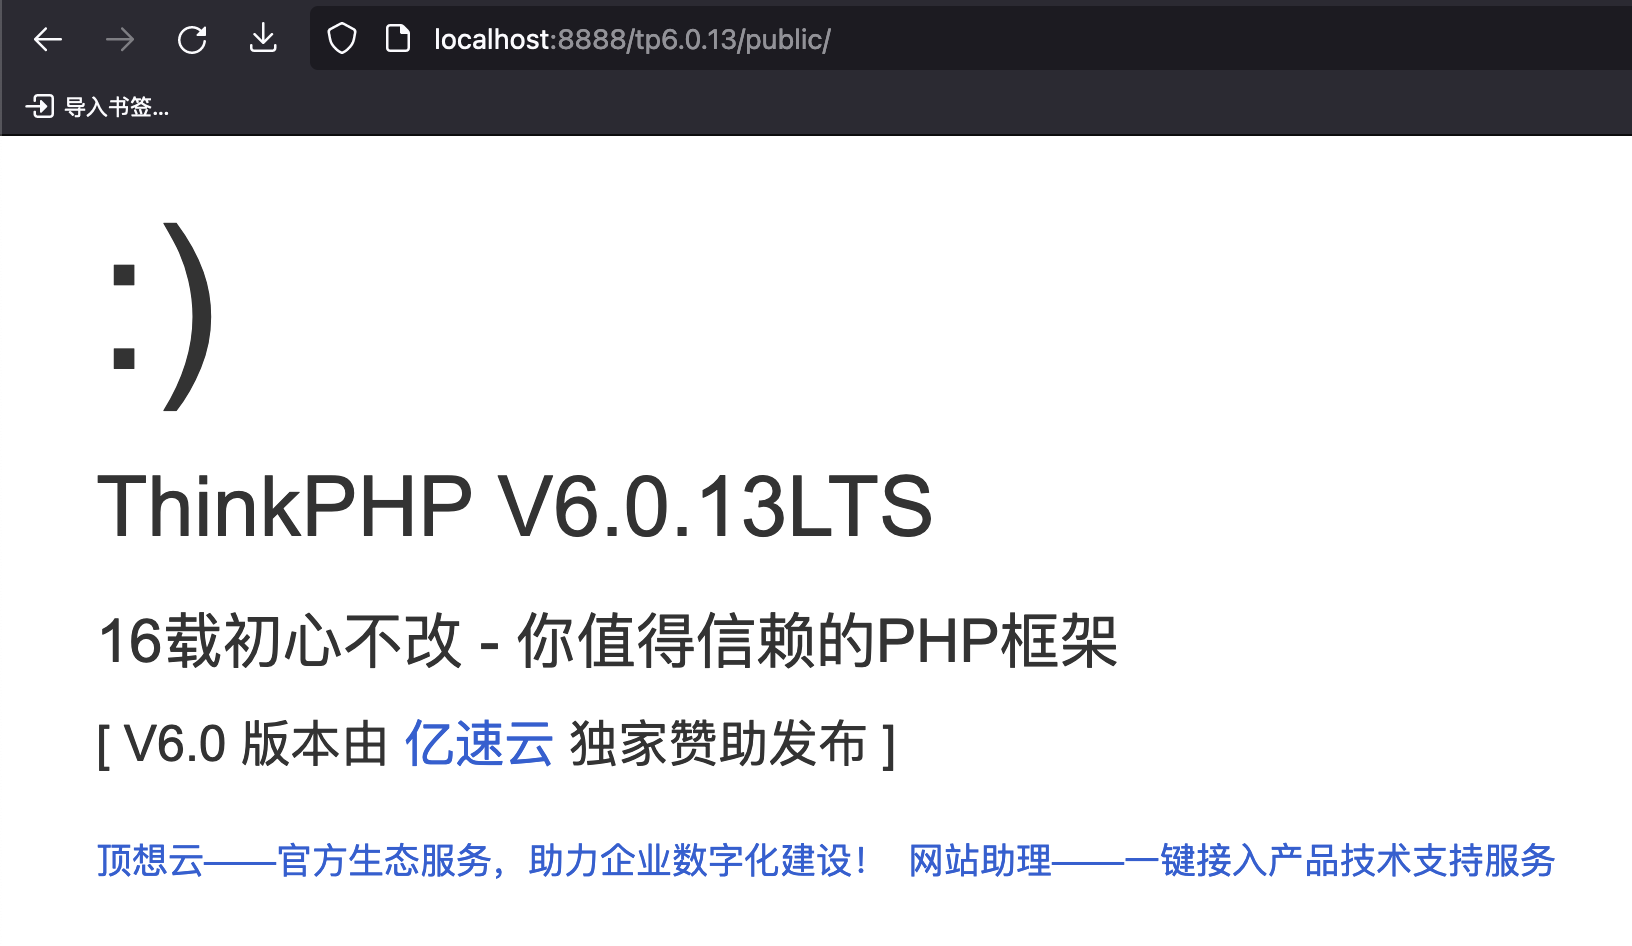 localhost:8888/tp6.0.13/public/
导入书签...
:)
ThinkPHP V6.0.13LTS
16载初心不改 - 你值得信赖的PHP框架
[ V6.0 版本由 亿速云 独家赞助发布 ]
顶想云——官方生态服务，助力企业数字化建设！ 网站助理——一键接入产品技术支持服务